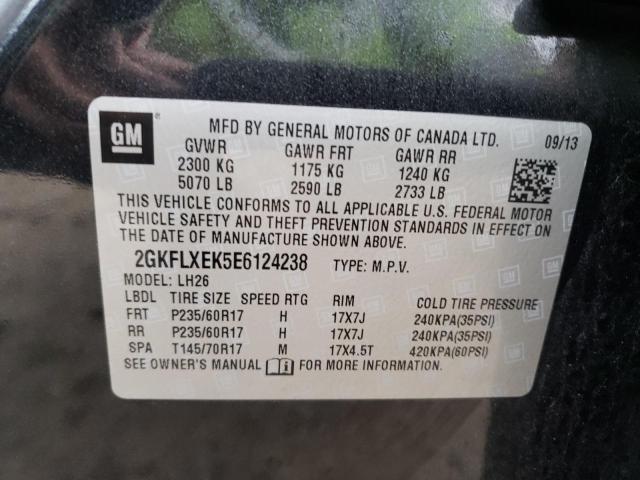 GM ®
MFD BY GENERAL MOTORS OF CANADA LTD. 09/13
GVWR GAWR FRT GAWR RR
2300 KG 1175 KG 1240 KG
5070 LB 2590 LB 2733 LB
THIS VEHICLE CONFORMS TO ALL APPLICABLE U.S. FEDERAL MOTOR
VEHICLE SAFETY AND THEFT PREVENTION STANDARDS IN EFFECT ON
THE DATE OF MANUFACTURE SHOWN ABOVE.
2GKFLXEK5E6124238 TYPE: M.P.V.
MODEL: LH26
LBDL TIRE SIZE SPEED RTG RIM COLD TIRE PRESSURE
FRT P235/60R17 H 17X7J 240KPA(35PSI)
RR P235/60R17 H 17X7J 240KPA(35PSI)
SPA T145/70R17 M 17X4.5T 420KPA(60PSI)
SEE OWNER'S MANUAL FOR MORE INFORMATION.